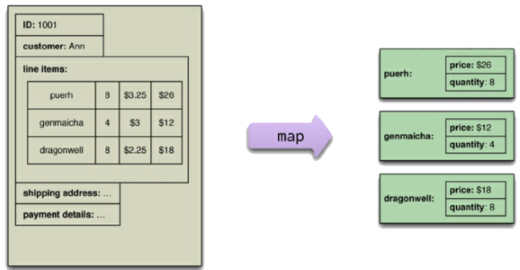 ID: 1001
customer: Ann
line items:
puerh 8 $3.25 $26
genmaicha 4 $3 $12
dragonwell 8 $2.25 $18
shipping address: ...
payment details: ...
map
puerh:
price: $26
quantity: 8
genmaicha:
price: $12
quantity: 4
dragonwell:
price: $18
quantity: 8